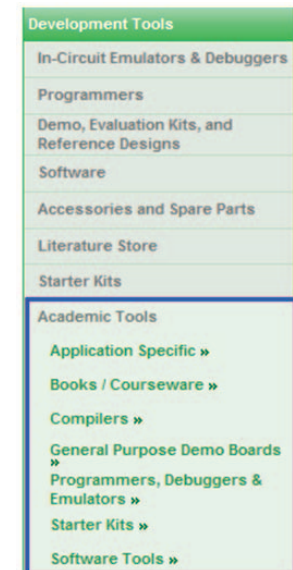 Development Tools
In-Circuit Emulators & Debuggers
Programmers
Demo, Evaluation Kits, and
Reference Designs
Software
Accessories and Spare Parts
Literature Store
Starter Kits
Academic Tools
Application Specific »
Books / Courseware »
Compilers »
General Purpose Demo Boards
»
Programmers, Debuggers &
Emulators »
Starter Kits »
Software Tools »